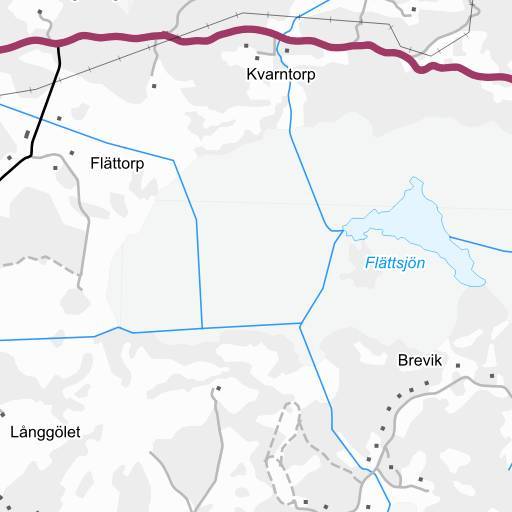 Kvarntorp
Flättorp
Flättsjön
Brevik
Långgölet